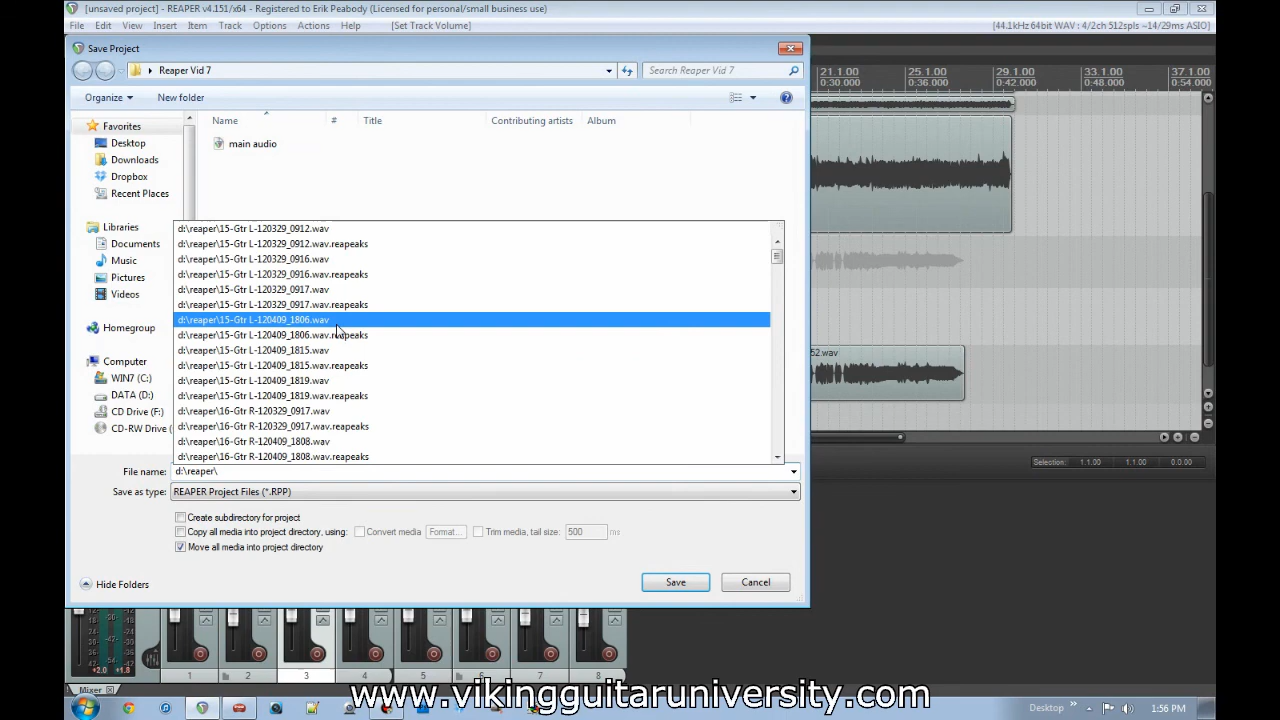 [unsaved project] - REAPER v4.151/x64 - Registered to Erik Peabody (Licensed for personal/small business use)
File Edit View Insert Item Track Options Actions Help [Set Track Volume] [44.1kHz 64bit WAV : 4/2ch 512spls ~14/29ms ASIO]
Save Project
Reaper Vid 7 Search Reaper Vid 7
21.1.00 25.1.00 29.1.00 33.1.00 37.1.00
0:30.000 0:36.000 0:42.000 0:48.000 0:54.000
Organize New folder
Name # Title Contributing artists Album
main audio
Favorites
Desktop
Downloads
Dropbox
Recent Places
Libraries
Documents
Music
Pictures
Videos
Homegroup
Computer
WIN7 (C:)
DATA (D:)
CD Drive (F:)
CD-RW Drive (
d:\reaper\15-Gtr L-120329_0912.wav
d:\reaper\15-Gtr L-120329_0912.wav.reapeaks
d:\reaper\15-Gtr L-120329_0916.wav
d:\reaper\15-Gtr L-120329_0916.wav.reapeaks
d:\reaper\15-Gtr L-120329_0917.wav
d:\reaper\15-Gtr L-120329_0917.wav.reapeaks
d:\reaper\15-Gtr L-120409_1806.wav
d:\reaper\15-Gtr L-120409_1806.wav.reapeaks
d:\reaper\15-Gtr L-120409_1815.wav
d:\reaper\15-Gtr L-120409_1815.wav.reapeaks
d:\reaper\15-Gtr L-120409_1819.wav
d:\reaper\15-Gtr L-120409_1819.wav.reapeaks
d:\reaper\16-Gtr R-120329_0917.wav
d:\reaper\16-Gtr R-120329_0917.wav.reapeaks
d:\reaper\16-Gtr R-120409_1808.wav
d:\reaper\16-Gtr R-120409_1808.wav.reapeaks
52.wav
File name: d:\reaper\
Selection: 1.1.00 1.1.00 0.0.00
Save as type: REAPER Project Files (*.RPP)
Create subdirectory for project
Copy all media into project directory, using: Convert media Format... Trim media, tail size: 500 ms
Move all media into project directory
Hide Folders Save Cancel
+2.0 +1.8
1 2 3 4 5 6 7 8
Mixer
www.vikingguitaruniversity.com
Desktop 1:56 PM